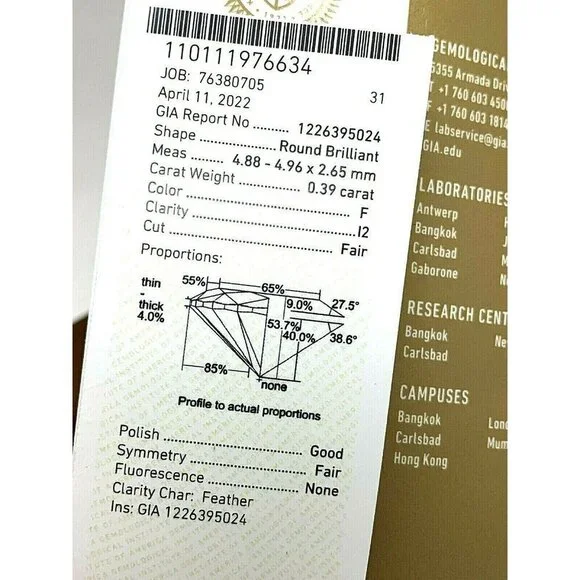 110111976634
JOB: 76380705
31
April 11, 2022
GIA Report No .......... 1226395024
Shape .......... Round Brilliant
Meas .......... 4.88 - 4.96 x 2.65 mm
Carat Weight .......... 0.39 carat
Color .......... F
Clarity .......... I2
Cut .......... Fair
Proportions:
thin
-
thick
4.0%
55%
65%
9.0%
27.5°
53.7%
40.0%
38.6°
85%
none
Profile to actual proportions
Polish .......... Good
Symmetry .......... Fair
Fluorescence .......... None
Clarity Char: Feather
Ins: GIA 1226395024
GEMOLOGICAL
5355 Armada Dri
T +1 760 603 450
F +1 760 603 1814
E labservice@gia
GIA.edu
LABORATORIES
Antwerp
Bangkok
Carlsbad
Gaborone
RESEARCH CENT
Bangkok
Carlsbad
CAMPUSES
Bangkok Lon
Carlsbad Mum
Hong Kong